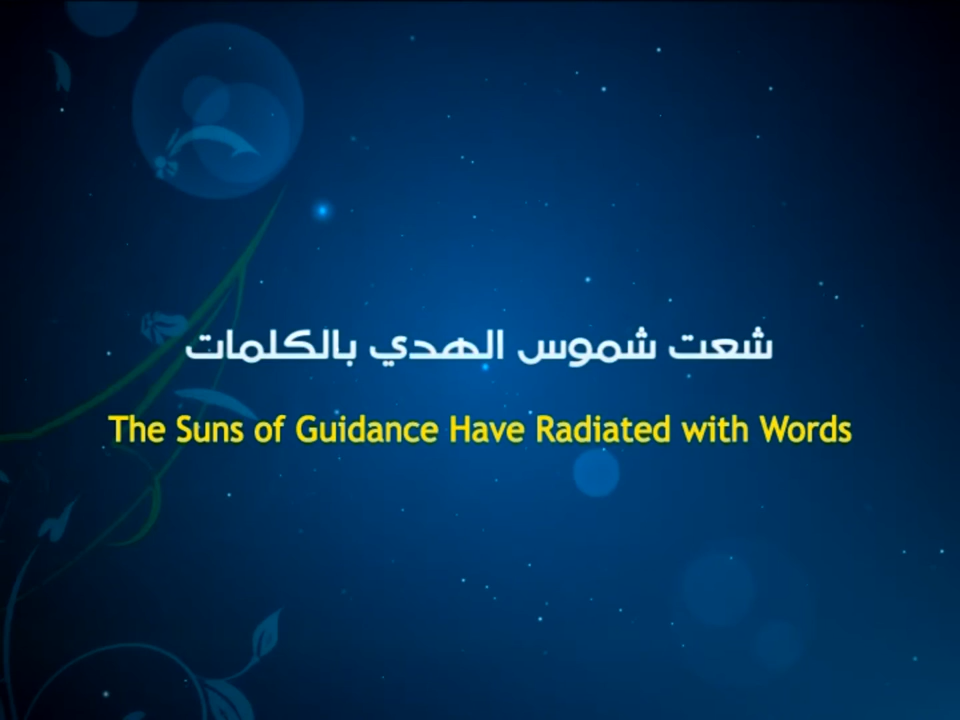 شعت شموس الهدي بالكلمات
The Suns of Guidance Have Radiated with Words